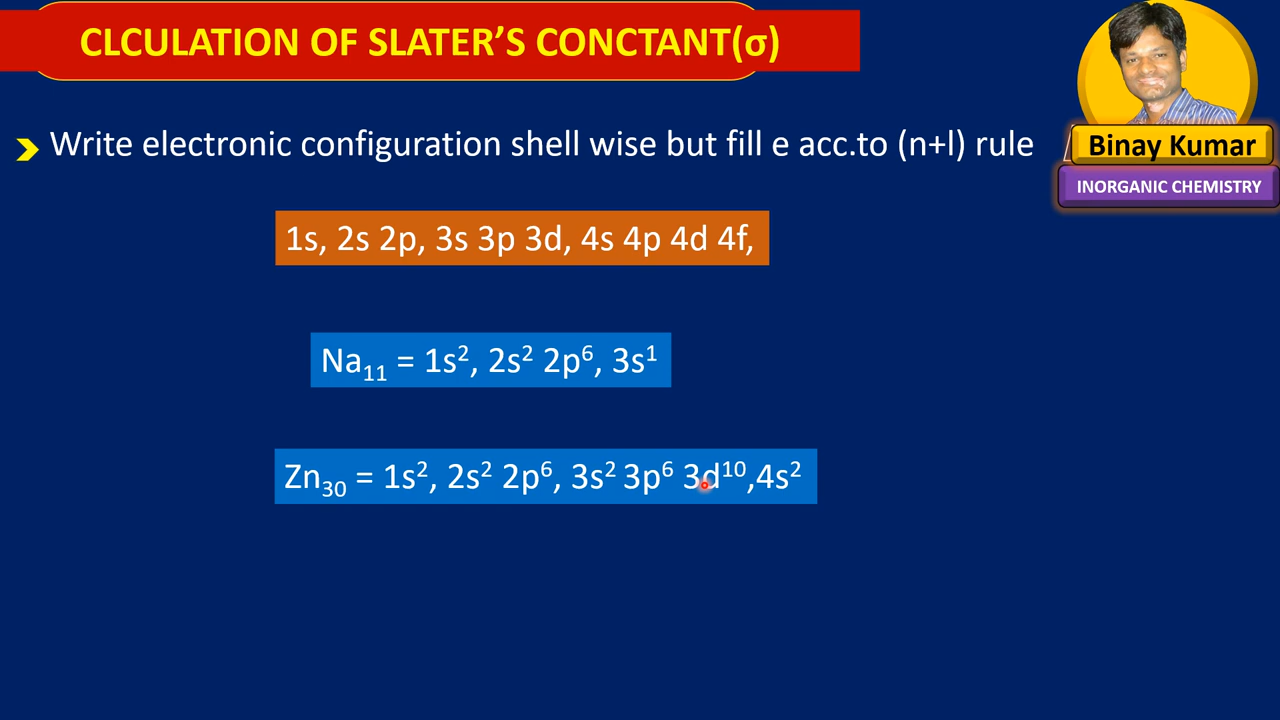 CLCULATION OF SLATER’S CONCTANT(σ)
Write electronic configuration shell wise but fill e acc.to (n+l) rule
Binay Kumar
INORGANIC CHEMISTRY
1s, 2s 2p, 3s 3p 3d, 4s 4p 4d 4f,
Na₁₁ = 1s², 2s² 2p⁶, 3s¹
Zn₃₀ = 1s², 2s² 2p⁶, 3s² 3p⁶ 3d¹⁰,4s²